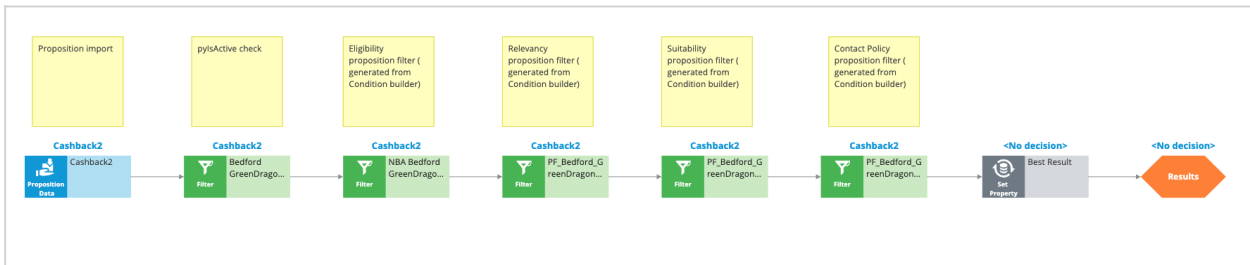 Proposition import
pyIsActive check
Eligibility
proposition filter (
generated from
Condition builder)
Relevancy
proposition filter (
generated from
Condition builder)
Suitability
proposition filter (
generated from
Condition builder)
Contact Policy
proposition filter (
generated from
Condition builder)
Cashback2
Cashback2
Proposition
Data
Cashback2
Bedford
GreenDrago...
Filter
Cashback2
NBA Bedford
GreenDrago...
Filter
Cashback2
PF_Bedford_G
reenDragon...
Filter
Cashback2
PF_Bedford_G
reenDragon...
Filter
Cashback2
PF_Bedford_G
reenDragon...
Filter
<No decision>
Best Result
Set
Property
<No decision>
Results